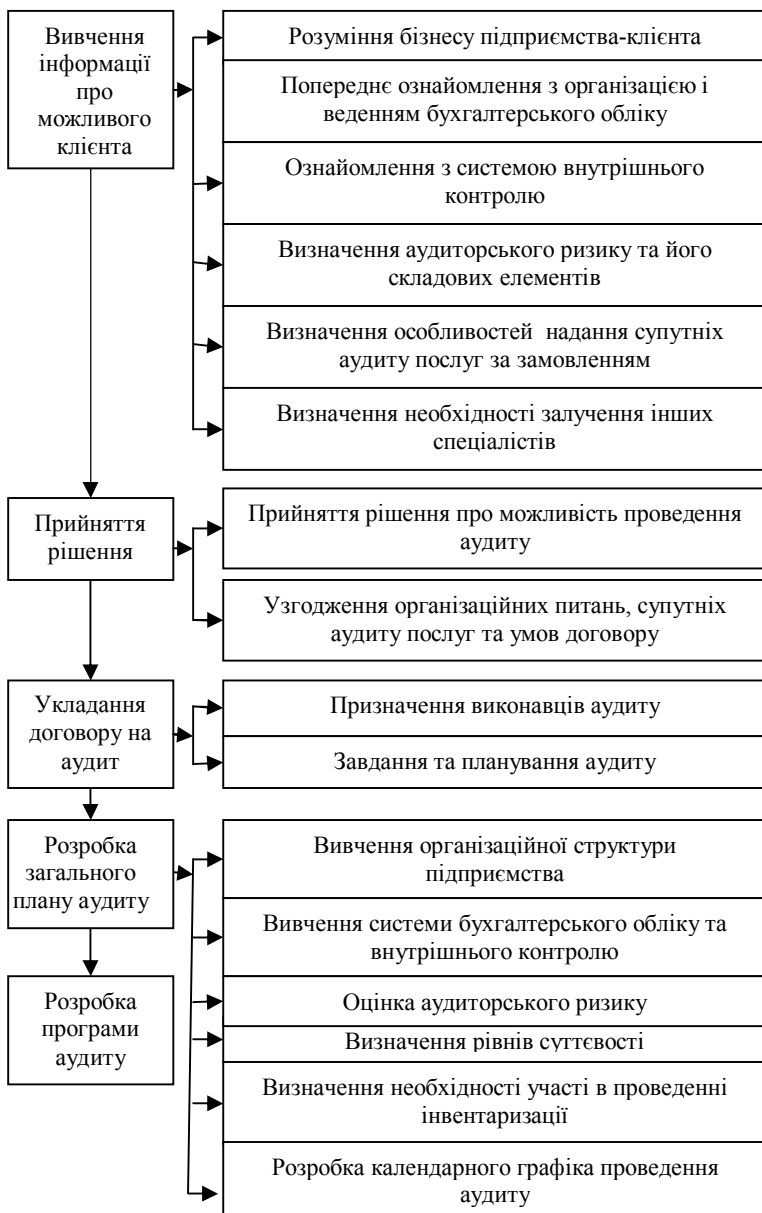 Вивчення
інформації
про
можливого
клієнта
Розуміння бізнесу підприємства-клієнта
Попереднє ознайомлення з організацією і
веденням бухгалтерського обліку
Ознайомлення з системою внутрішнього
контролю
Визначення аудиторського ризику та його
складових елементів
Визначення особливостей надання супутніх
аудиту послуг за замовленням
Визначення необхідності залучення інших
спеціалістів
Прийняття
рішення
Прийняття рішення про можливість проведення
аудиту
Узгодження організаційних питань, супутніх
аудиту послуг та умов договору
Укладання
договору на
аудит
Призначення виконавців аудиту
Завдання та планування аудиту
Розробка
загального
плану аудиту
Вивчення організаційної структури
підприємства
Вивчення системи бухгалтерського обліку та
внутрішнього контролю
Розробка
програми
аудиту
Оцінка аудиторського ризику
Визначення рівнів суттєвості
Визначення необхідності участі в проведенні
інвентаризації
Розробка календарного графіка проведення
аудиту